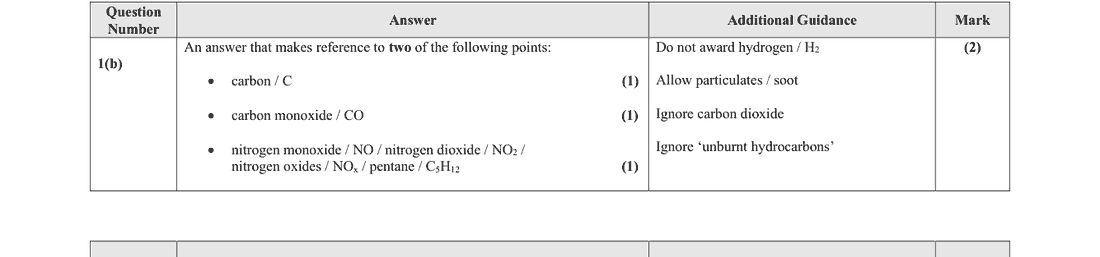 Question Number
Answer
Additional Guidance
Mark
1(b)
An answer that makes reference to two of the following points:
• carbon / C (1)
• carbon monoxide / CO (1)
• nitrogen monoxide / NO / nitrogen dioxide / NO₂ /
nitrogen oxides / NOₓ / pentane / C₅H₁₂ (1)
Do not award hydrogen / H₂
Allow particulates / soot
Ignore carbon dioxide
Ignore ‘unburnt hydrocarbons’
(2)